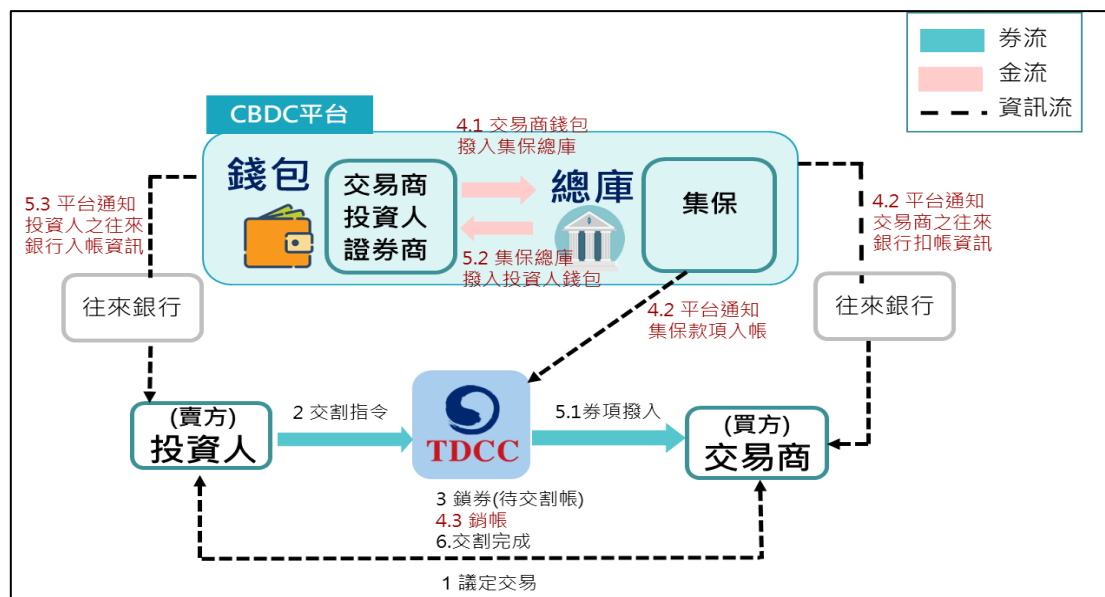 券流
金流
資訊流
CBDC平台
4.1 交易商錢包
撥入集保總庫
錢包
交易商
投資人
證券商
總庫
集保
5.2 集保總庫
撥入投資人錢包
5.3 平台通知
投資人之往來
銀行入帳資訊
4.2 平台通知
交易商之往來
銀行扣帳資訊
往來銀行
4.2 平台通知
集保款項入帳
往來銀行
(賣方)
投資人
2 交割指令
TDCC
5.1券項撥入
(買方)
交易商
3 鎖券(待交割帳)
4.3 銷帳
6.交割完成
1 議定交易